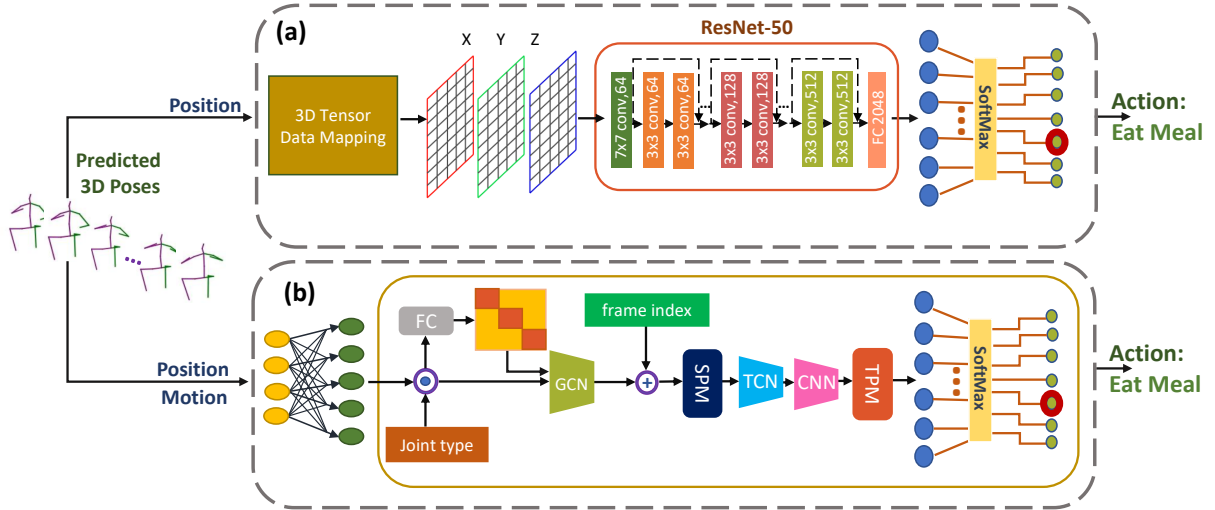 (a)
X Y Z
ResNet-50
Position
3D Tensor
Data Mapping
7x7 conv,64
3x3 conv,64
3x3 conv,64
3x3 conv,128
3x3 conv,128
3x3 conv,512
3x3 conv,512
FC 2048
SoftMax
Action:
Eat Meal
Predicted
3D Poses
(b)
Position
Motion
FC
Joint type
GCN
frame index
SPM
TCN
CNN
TPM
SoftMax
Action:
Eat Meal